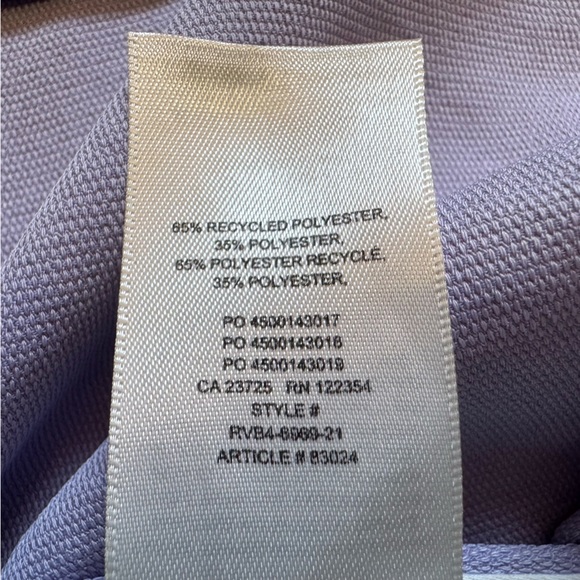 65% RECYCLED POLYESTER,
35% POLYESTER,
65% POLYESTER RECYCLE,
35% POLYESTER,
PO 4500143017
PO 4500143018
PO 4500143019
CA 23725 RN 122354
STYLE #
RVB4-6969-21
ARTICLE # 83024